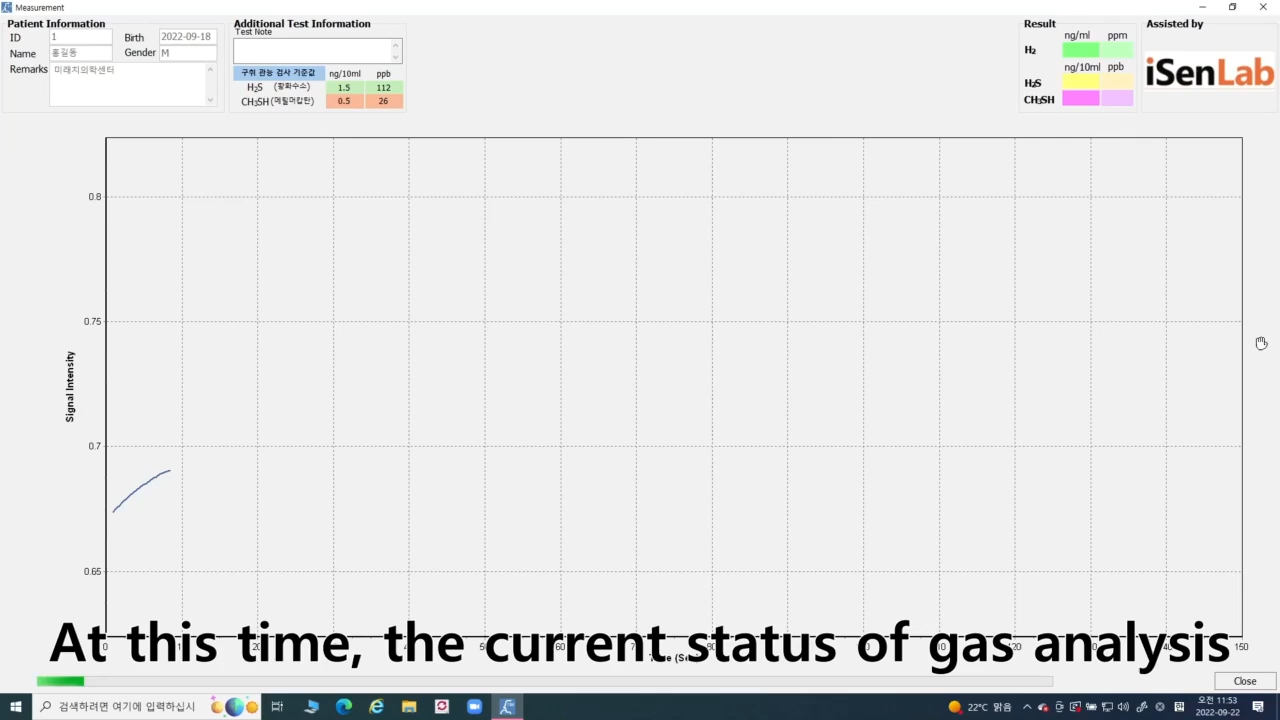 Measurement
Patient Information
ID 1 Birth 2022-09-18
Name 홍길동 Gender M
Remarks 미래치의학센터
Additional Test Information
Test Note
구취 관능 검사 기준값 ng/10ml ppb
H₂S (황화수소) 1.5 112
CH₃SH(메틸머캅탄) 0.5 26
Result
ng/ml ppm
H₂
ng/10ml ppb
H₂S
CH₃SH
Assisted by
iSenLab
0.8
0.75
0.7
0.65
Signal Intensity
150
At this time, the current status of gas analysis
Close
검색하려면 여기에 입력하십시
22°C 맑음
오전 11:53
2022-09-22